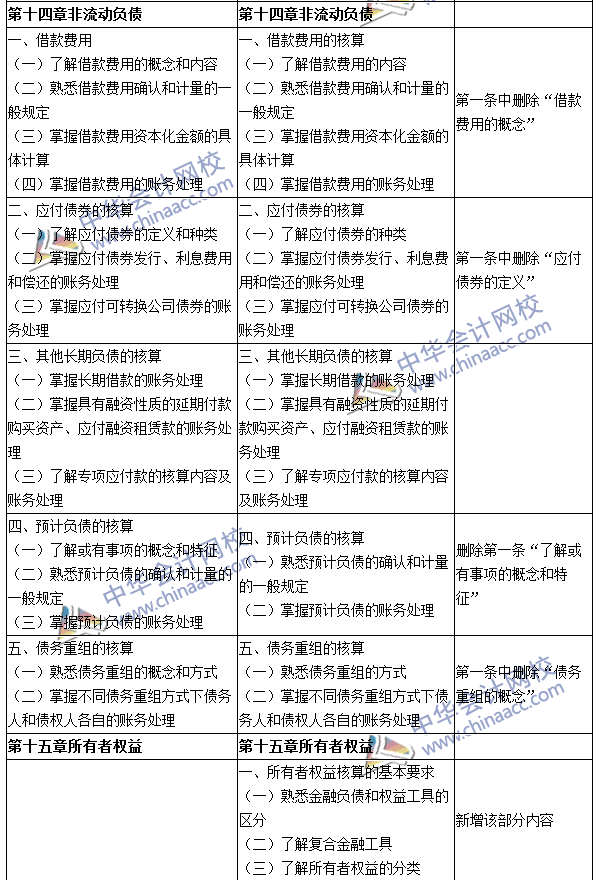 第十四章非流动负债
第十四章非流动负债
一、借款费用
（一）了解借款费用的概念和内容
（二）熟悉借款费用确认和计量的一
般规定
（三）掌握借款费用资本化金额的具
体计算
（四）掌握借款费用的账务处理
一、借款费用的核算
（一）了解借款费用的内容
（二）熟悉借款费用确认和计量的
一般规定
（三）掌握借款费用资本化金额的
具体计算
（四）掌握借款费用的账务处理
第一条中删除“借款
费用的概念”
二、应付债券的核算
（一）了解应付债券的定义和种类
（二）掌握应付债券发行、利息费用
和偿还的账务处理
（三）掌握应付可转换公司债券的账
务处理
二、应付债券的核算
（一）了解应付债券的种类
（二）掌握应付债券发行、利息费
用和偿还的账务处理
（三）掌握应付可转换公司债券的
账务处理
第一条中删除“应付
债券的定义”
三、其他长期负债的核算
（一）掌握长期借款的账务处理
（二）掌握具有融资性质的延期付款
购买资产、应付融资租赁款的账务处
理
（三）了解专项应付款的核算内容及
账务处理
三、其他长期负债的核算
（一）掌握长期借款的账务处理
（二）掌握具有融资性质的延期付
款购买资产、应付融资租赁款的账
务处理
（三）了解专项应付款的核算内容
及账务处理
四、预计负债的核算
（一）了解或有事项的概念和特征
（二）熟悉预计负债的确认和计量的
一般规定
（三）掌握预计负债的账务处理
四、预计负债的核算
（一）熟悉预计负债的确认和计量
的一般规定
（二）掌握预计负债的账务处理
删除第一条“了解或
有事项的概念和特
征”
五、债务重组的核算
（一）熟悉债务重组的概念和方式
（二）掌握不同债务重组方式下债务
人和债权人各自的账务处理
五、债务重组的核算
（一）熟悉债务重组的方式
（二）掌握不同债务重组方式下债
务人和债权人各自的账务处理
第一条中删除“债务
重组的概念”
第十五章所有者权益
第十五章所有者权益
一、所有者权益核算的基本要求
（一）熟悉金融负债和权益工具的
区分
（二）了解复合金融工具
（三）了解所有者权益的分类
新增该部分内容
中华会计网校
www.chinaacc.com
中华会计网校
www.chinaacc.com
中华会计网校
www.chinaacc.com
中华会计网校
www.chinaacc.com